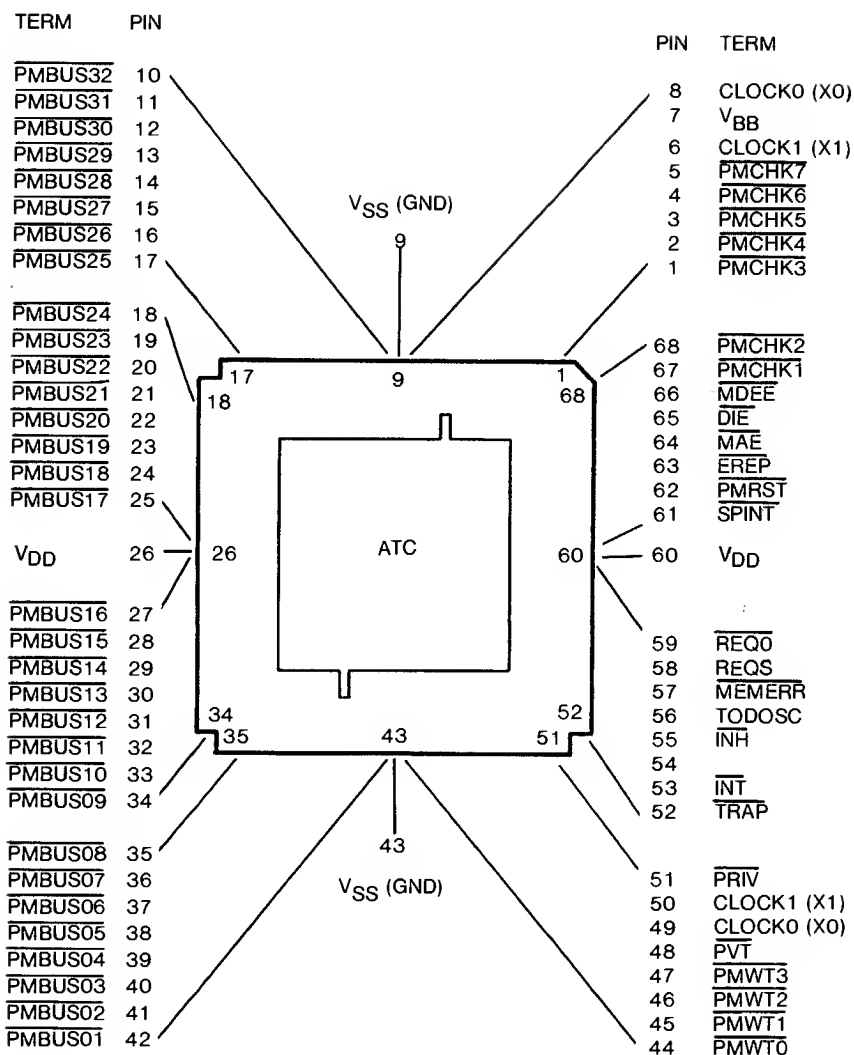 TERM PIN
PMBUS32 10
PMBUS31 11
PMBUS30 12
PMBUS29 13
PMBUS28 14
PMBUS27 15
PMBUS26 16
PMBUS25 17
PMBUS24 18
PMBUS23 19
PMBUS22 20
PMBUS21 21
PMBUS20 22
PMBUS19 23
PMBUS18 24
PMBUS17 25
VDD 26
PMBUS16 27
PMBUS15 28
PMBUS14 29
PMBUS13 30
PMBUS12 31
PMBUS11 32
PMBUS10 33
PMBUS09 34
PMBUS08 35
PMBUS07 36
PMBUS06 37
PMBUS05 38
PMBUS04 39
PMBUS03 40
PMBUS02 41
PMBUS01 42
VSS (GND)
9
17 9 1
18 68
26 ATC 60
34 52
35 43 51
43
VSS (GND)
PIN TERM
8 CLOCK0 (X0)
7 VBB
6 CLOCK1 (X1)
5 PMCHK7
4 PMCHK6
3 PMCHK5
2 PMCHK4
1 PMCHK3
68 PMCHK2
67 PMCHK1
66 MDEE
65 DIE
64 MAE
63 EREP
62 PMRST
61 SPINT
60 VDD
59 REQ0
58 REQS
57 MEMERR
56 TODOSC
55 INH
54
53 INT
52 TRAP
51 PRIV
50 CLOCK1 (X1)
49 CLOCK0 (X0)
48 PVT
47 PMWT3
46 PMWT2
45 PMWT1
44 PMWT0